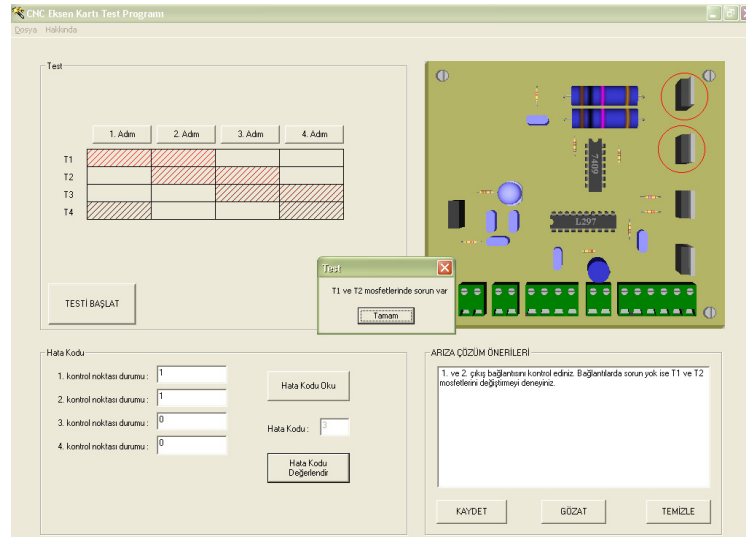 CNC Eksen Kartı Test Programı
Dosya Hakkında
Test
1. Adım 2. Adım 3. Adım 4. Adım
T1
T2
T3
T4
TESTİ BAŞLAT
7409
L297
Test
T1 ve T2 mosfetlerinde sorun var
Tamam
Hata Kodu
1. kontrol noktası durumu : 1
2. kontrol noktası durumu : 1
3. kontrol noktası durumu : 0
4. kontrol noktası durumu : 0
Hata Kodu Oku
Hata Kodu : 3
Hata Kodu
Değerlendir
ARIZA ÇÖZÜM ÖNERİLERİ
1. ve 2. çıkış bağlantısını kontrol ediniz. Bağlantılarda sorun yok ise T1 ve T2
mosfetlerini değiştirmeyi deneyiniz.
KAYDET GÖZAT TEMİZLE